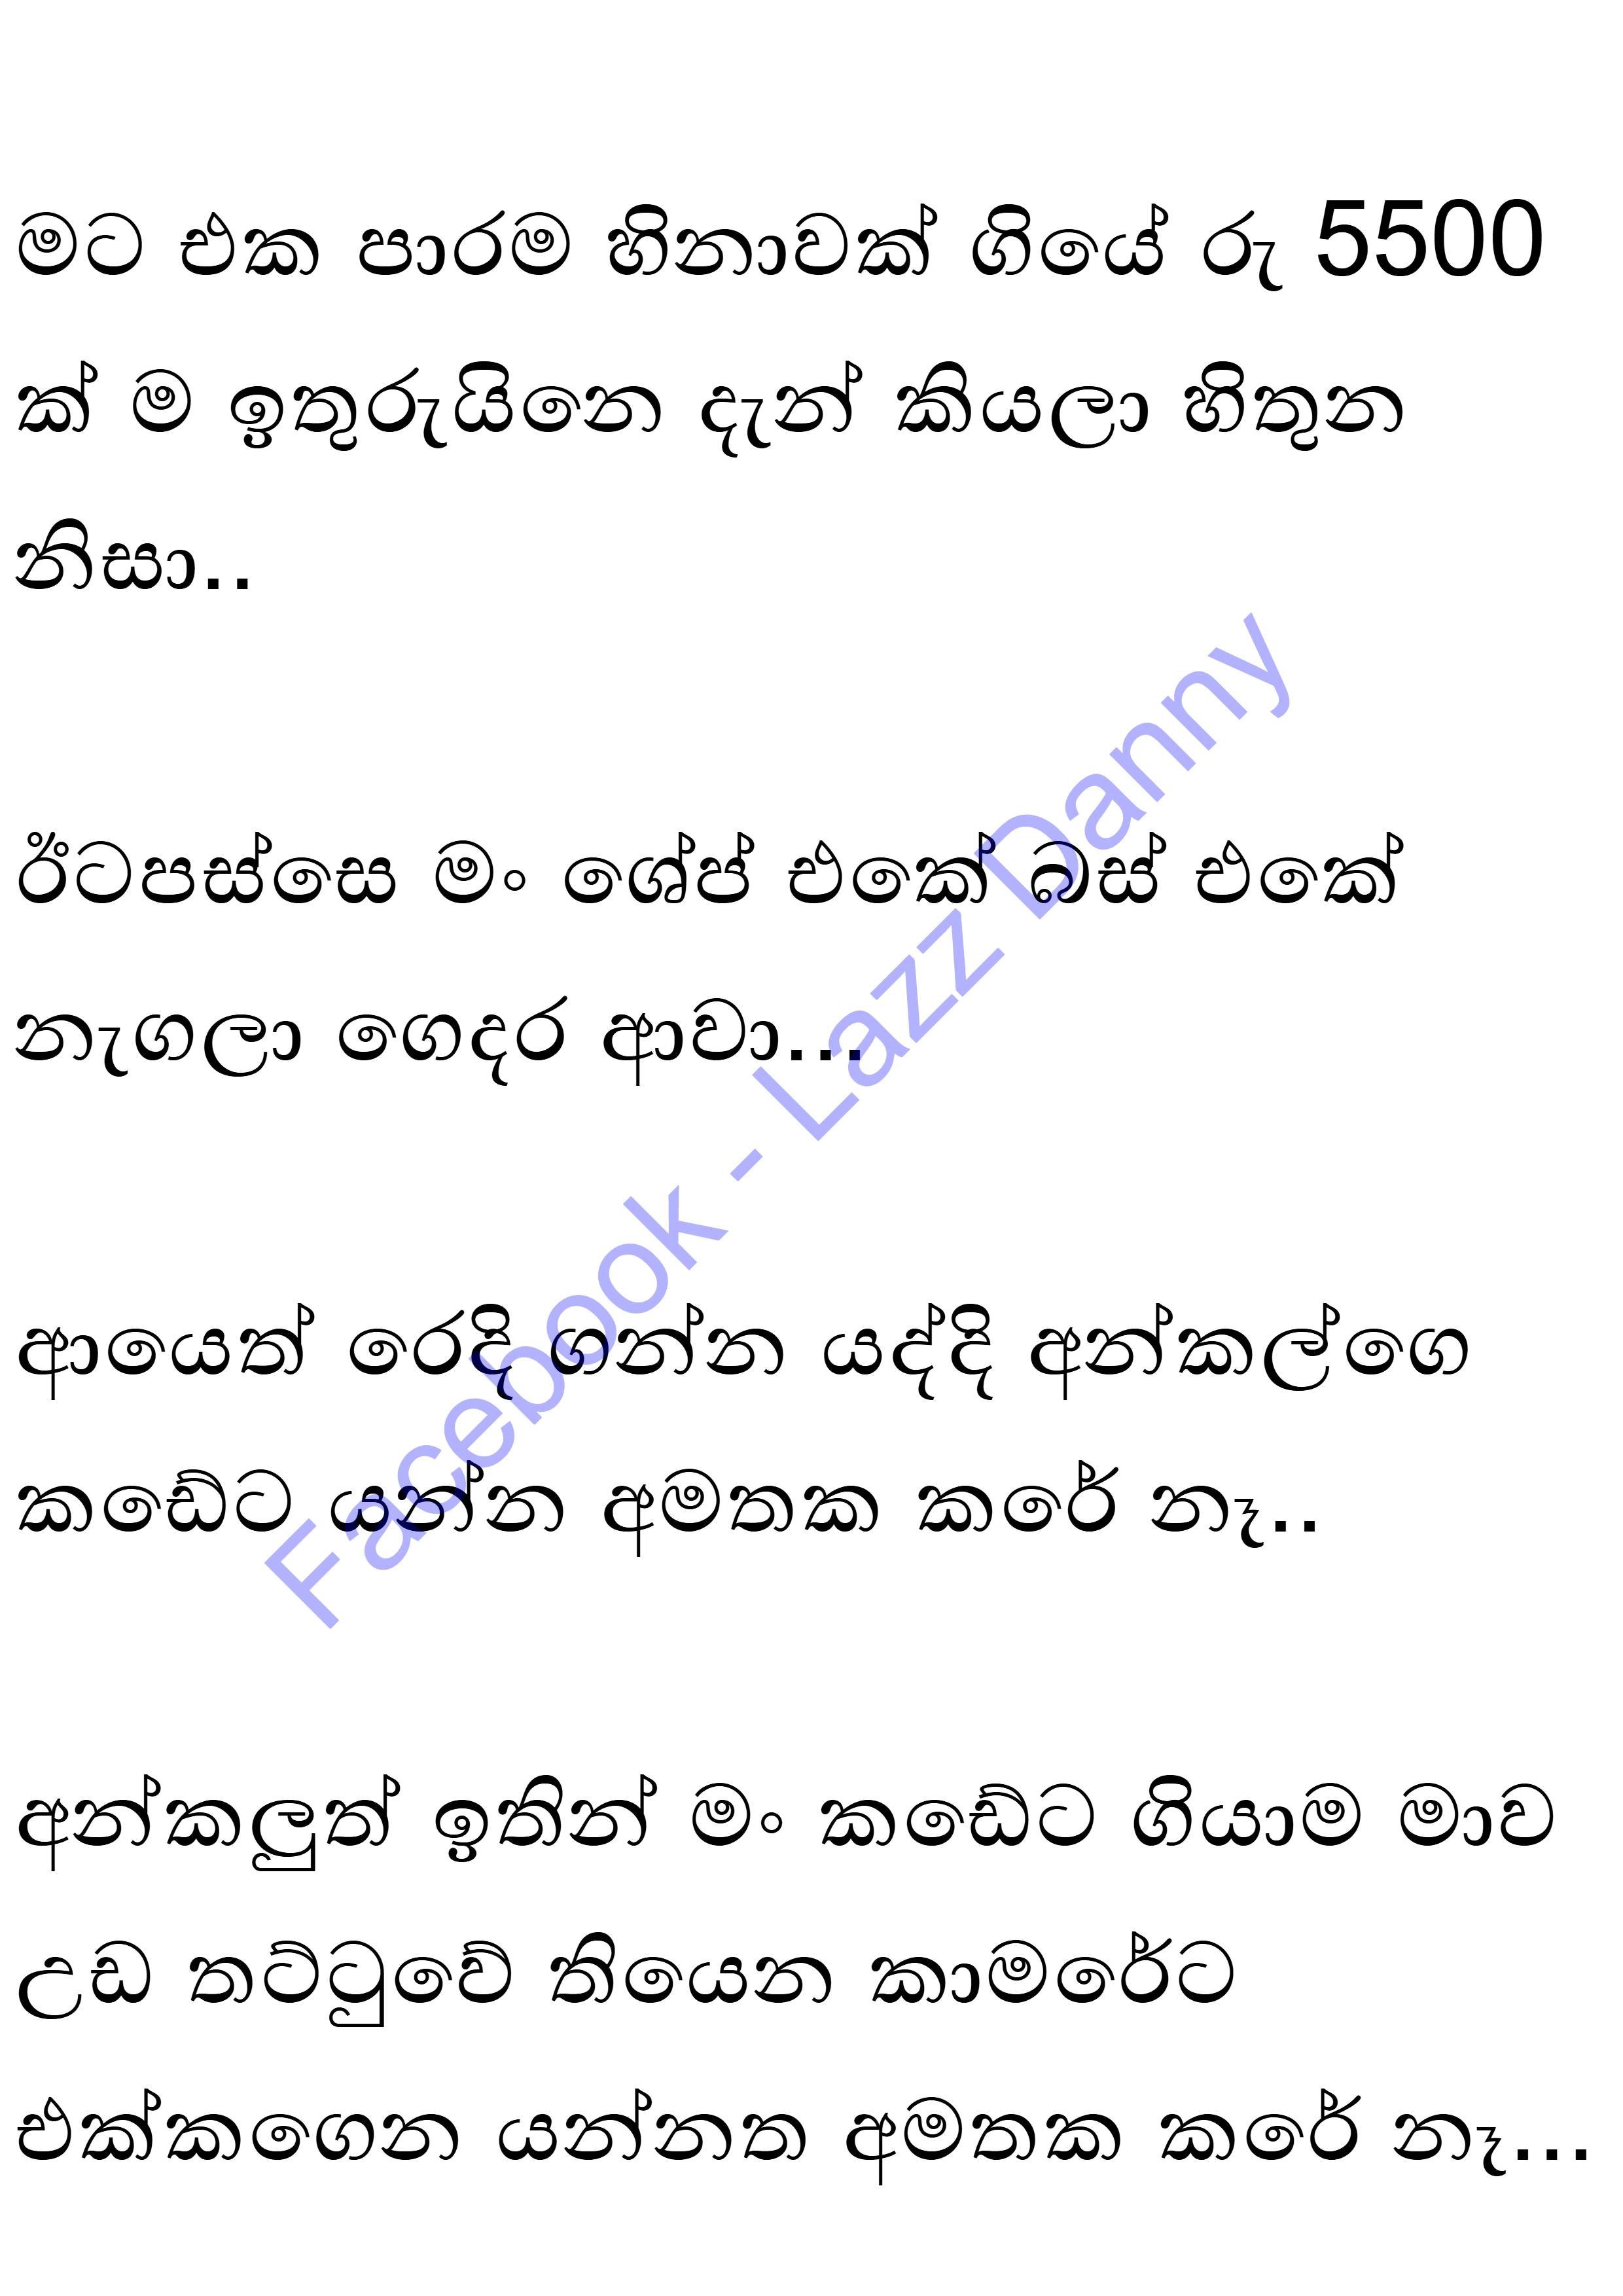 මට එක පාරම හිනාවක් ගියේ රු 5500
ක් ම ඉතුරුයිනෙ දැන් කියලා හිතුන
නිසා..
ඊටපස්සෙ මං ශේප් එකේ බස් එකේ
නැගලා ගෙදර ආවා...
ආයෙත් රෙදි ගන්න යද්දි අන්කල්ගෙ
කඩේට යන්න අමතක කරේ නෑ..
අන්කලුත් ඉතින් මං කඩේට ගියාම මාව
උඩ තට්ටුවේ තියෙන කාමරේට
එක්කගෙන යන්නත අමතක කරේ නෑ...
Facebook - Lazz Danny